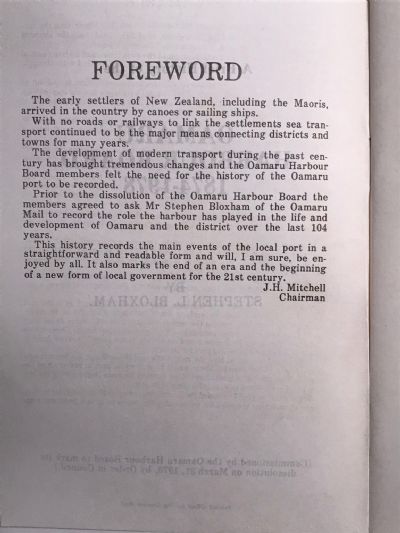 FOREWORD
The early settlers of New Zealand, including the Maoris,
arrived in the country by canoes or sailing ships.
With no roads or railways to link the settlements sea tran-
sport continued to be the major means connecting districts and
towns for many years.
The development of modern transport during the past cen-
tury has brought tremendous changes and the Oamaru Harbour
Board members felt the need for the history of the Oamaru
port to be recorded.
Prior to the dissolution of the Oamaru Harbour Board the
members agreed to ask Mr Stephen Bloxham of the Oamaru
Mail to record the role the harbour has played in the life and
development of Oamaru and the district over the last 104
years.
This history records the main events of the local port in a
straightforward and readable form and will, I am sure, be en-
joyed by all. It also marks the end of an era and the beginning
of a new form of local government for the 21st century.
J.H. Mitchell
Chairman